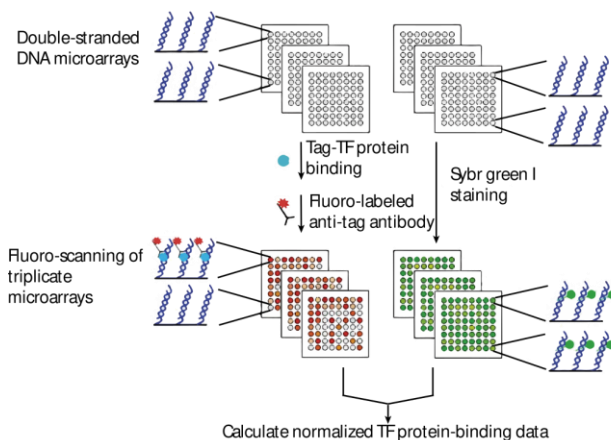 Double-stranded
DNA microarrays
Tag-TF protein
binding
Sybr green I
staining
Fluoro-labeled
anti-tag antibody
Fluoro-scanning of
triplicate
microarrays
Calculate normalized TF protein-binding data